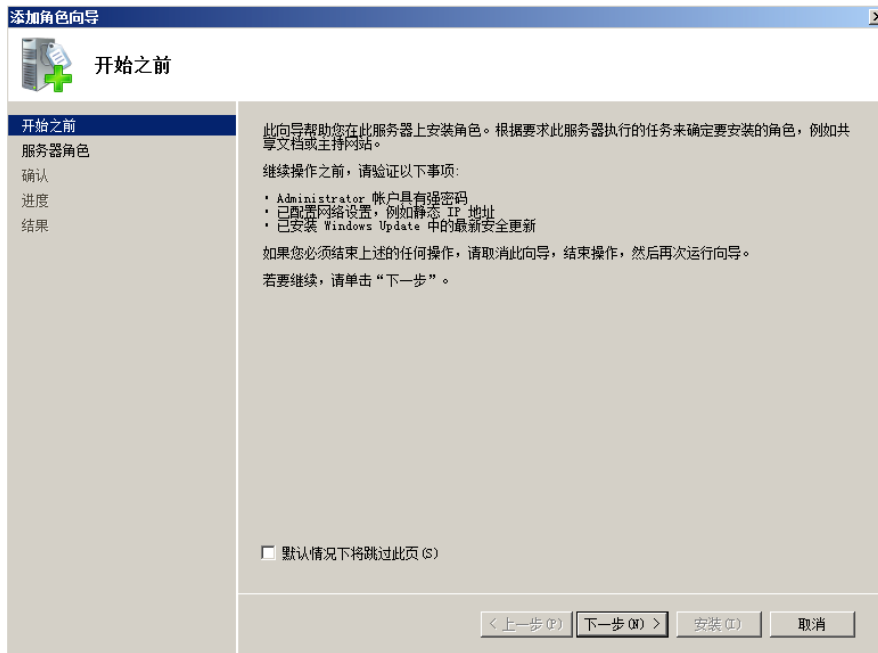 添加角色向导
开始之前
开始之前
服务器角色
确认
进度
结果
此向导帮助您在此服务器上安装角色。根据要求此服务器执行的任务来确定要安装的角色，例如共
享文档或主持网站。
继续操作之前，请验证以下事项:
· Administrator 帐户具有强密码
· 已配置网络设置，例如静态 IP 地址
· 已安装 Windows Update 中的最新安全更新
如果您必须结束上述的任何操作，请取消此向导，结束操作，然后再次运行向导。
若要继续，请单击“下一步”。
默认情况下将跳过此页(S)
< 上一步(P) 下一步(N) > 安装(I) 取消